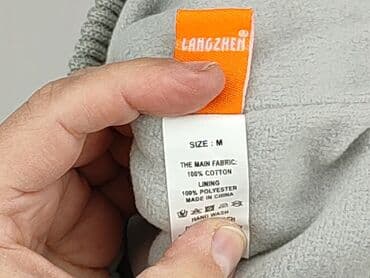 LANGZHEN
SIZE : M
THE MAIN FABRIC:
100% COTTON
LINING
100% POLYESTER
MADE IN CHINA
HAND WASH